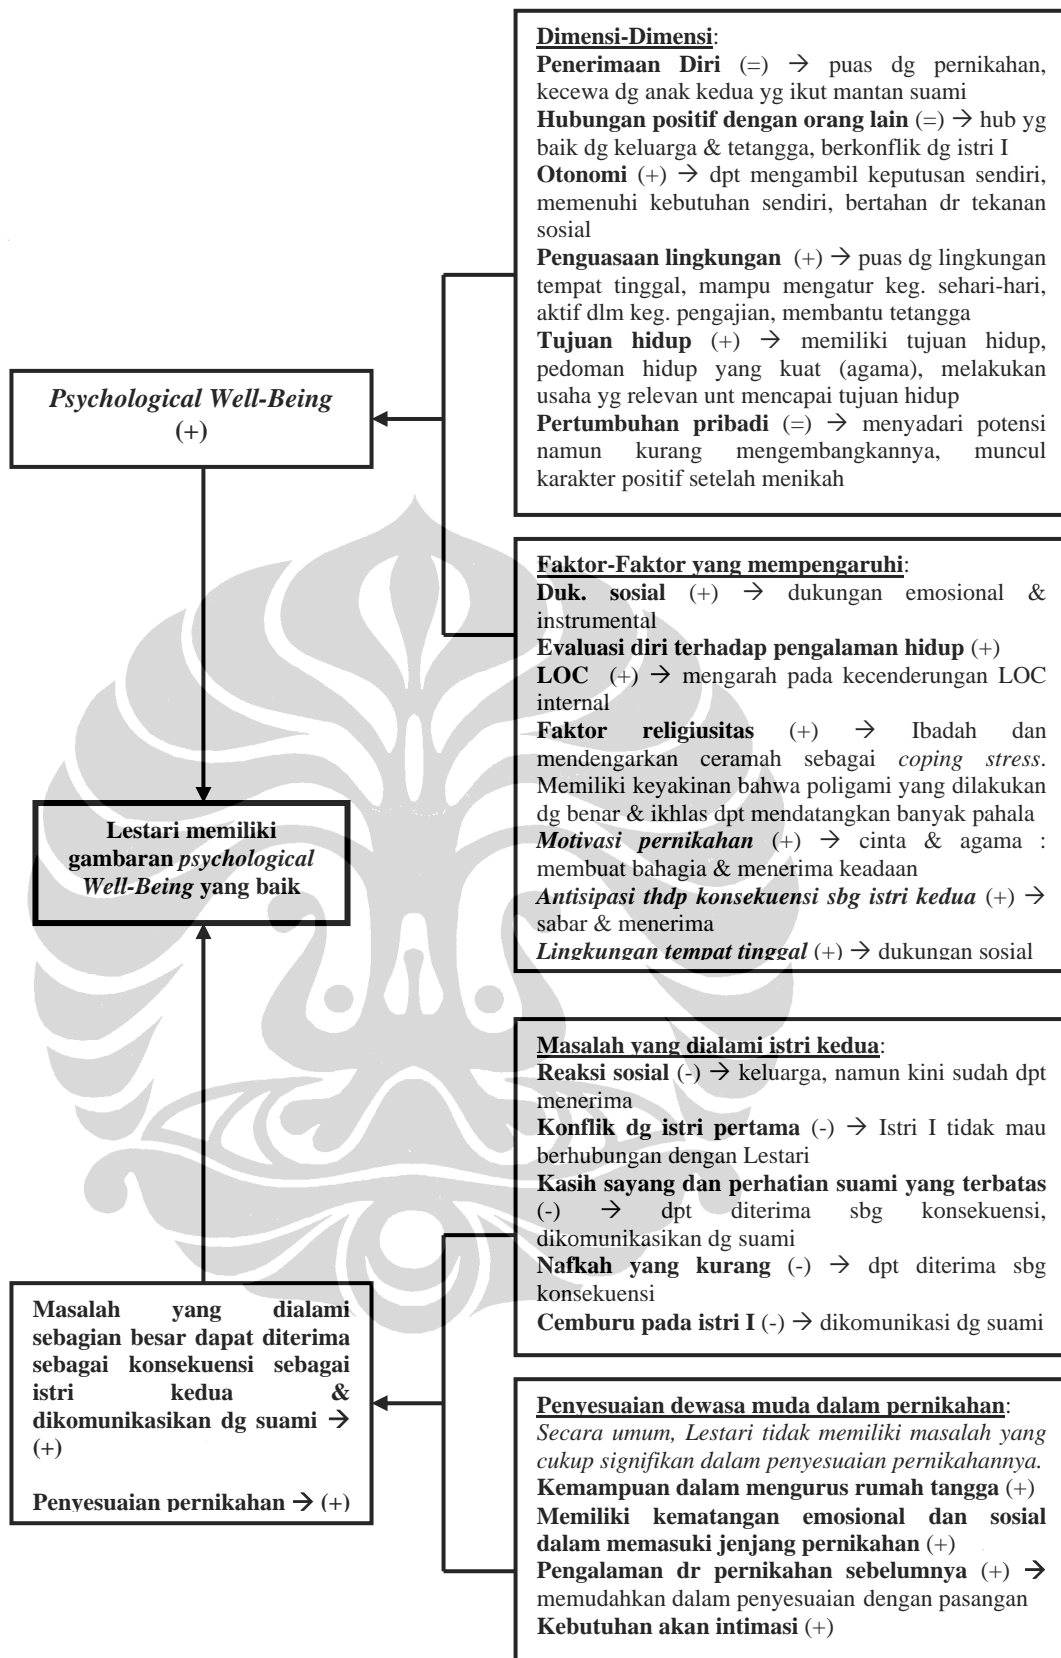 Dimensi-Dimensi:
Penerimaan Diri (=) → puas dg pernikahan,
kecewa dg anak kedua yg ikut mantan suami
Hubungan positif dengan orang lain (=) → hub yg
baik dg keluarga & tetangga, berkonflik dg istri I
Otonomi (+) → dpt mengambil keputusan sendiri,
memenuhi kebutuhan sendiri, bertahan dr tekanan
sosial
Penguasaan lingkungan (+) → puas dg lingkungan
tempat tinggal, mampu mengatur keg. sehari-hari,
aktif dlm keg. pengajian, membantu tetangga
Tujuan hidup (+) → memiliki tujuan hidup,
pedoman hidup yang kuat (agama), melakukan
usaha yg relevan unt mencapai tujuan hidup
Pertumbuhan pribadi (=) → menyadari potensi
namun kurang mengembangkannya, muncul
karakter positif setelah menikah
Psychological Well-Being
(+)
Faktor-Faktor yang mempengaruhi:
Duk. sosial (+) → dukungan emosional &
instrumental
Evaluasi diri terhadap pengalaman hidup (+)
LOC (+) → mengarah pada kecenderungan LOC
internal
Faktor religiusitas (+) → Ibadah dan
mendengarkan ceramah sebagai coping stress.
Memiliki keyakinan bahwa poligami yang dilakukan
dg benar & ikhlas dpt mendatangkan banyak pahala
Motivasi pernikahan (+) → cinta & agama :
membuat bahagia & menerima keadaan
Antisipasi thdp konsekuensi sbg istri kedua (+) →
sabar & menerima
Lingkungan tempat tinggal (+) → dukungan sosial
Lestari memiliki
gambaran psychological
Well-Being yang baik
Masalah yang dialami istri kedua:
Reaksi sosial (-) → keluarga, namun kini sudah dpt
menerima
Konflik dg istri pertama (-) → Istri I tidak mau
berhubungan dengan Lestari
Kasih sayang dan perhatian suami yang terbatas
(-) → dpt diterima sbg konsekuensi,
dikomunikasikan dg suami
Nafkah yang kurang (-) → dpt diterima sbg
konsekuensi
Cemburu pada istri I (-) → dikomunikasi dg suami
Masalah yang dialami
sebagian besar dapat diterima
sebagai konsekuensi sebagai
istri kedua &
dikomunikasikan dg suami →
(+)
Penyesuaian pernikahan → (+)
Penyesuaian dewasa muda dalam pernikahan:
Secara umum, Lestari tidak memiliki masalah yang
cukup signifikan dalam penyesuaian pernikahannya.
Kemampuan dalam mengurus rumah tangga (+)
Memiliki kematangan emosional dan sosial
dalam memasuki jenjang pernikahan (+)
Pengalaman dr pernikahan sebelumnya (+) →
memudahkan dalam penyesuaian dengan pasangan
Kebutuhan akan intimasi (+)